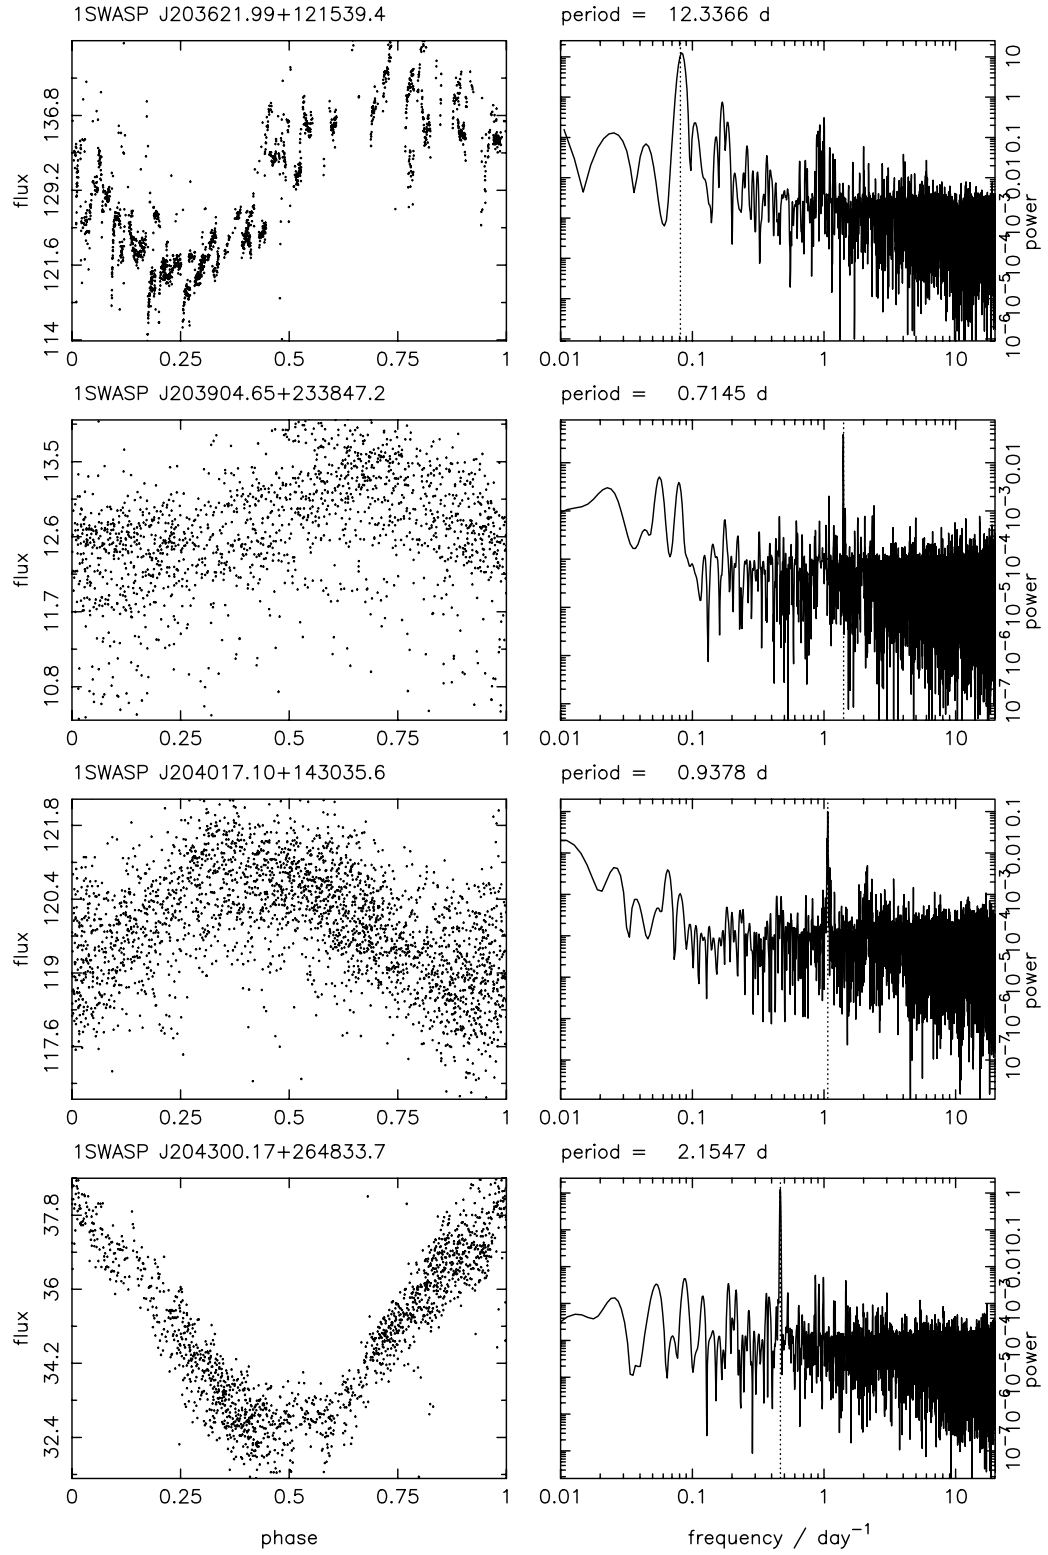 1SWASP J203621.99+121539.4
period = 12.3366 d
flux
136.8
129.2
121.6
114
0 0.25 0.5 0.75 1
10
1
0.1
0.01
10⁻³
10⁻⁴
10⁻⁵
10⁻⁶
power
0.01 0.1 1 10
1SWASP J203904.65+233847.2
period = 0.7145 d
flux
13.5
12.6
11.7
10.8
0 0.25 0.5 0.75 1
0.01
10⁻³
10⁻⁴
10⁻⁵
10⁻⁶
10⁻⁷
power
0.01 0.1 1 10
1SWASP J204017.10+143035.6
period = 0.9378 d
flux
121.8
120.4
119
117.6
0 0.25 0.5 0.75 1
0.1
0.01
10⁻³
10⁻⁴
10⁻⁵
10⁻⁶
10⁻⁷
power
0.01 0.1 1 10
1SWASP J204300.17+264833.7
period = 2.1547 d
flux
37.8
36
34.2
32.4
0 0.25 0.5 0.75 1
phase
1
0.1
0.01
10⁻³
10⁻⁴
10⁻⁵
10⁻⁶
10⁻⁷
power
0.01 0.1 1 10
frequency / day⁻¹